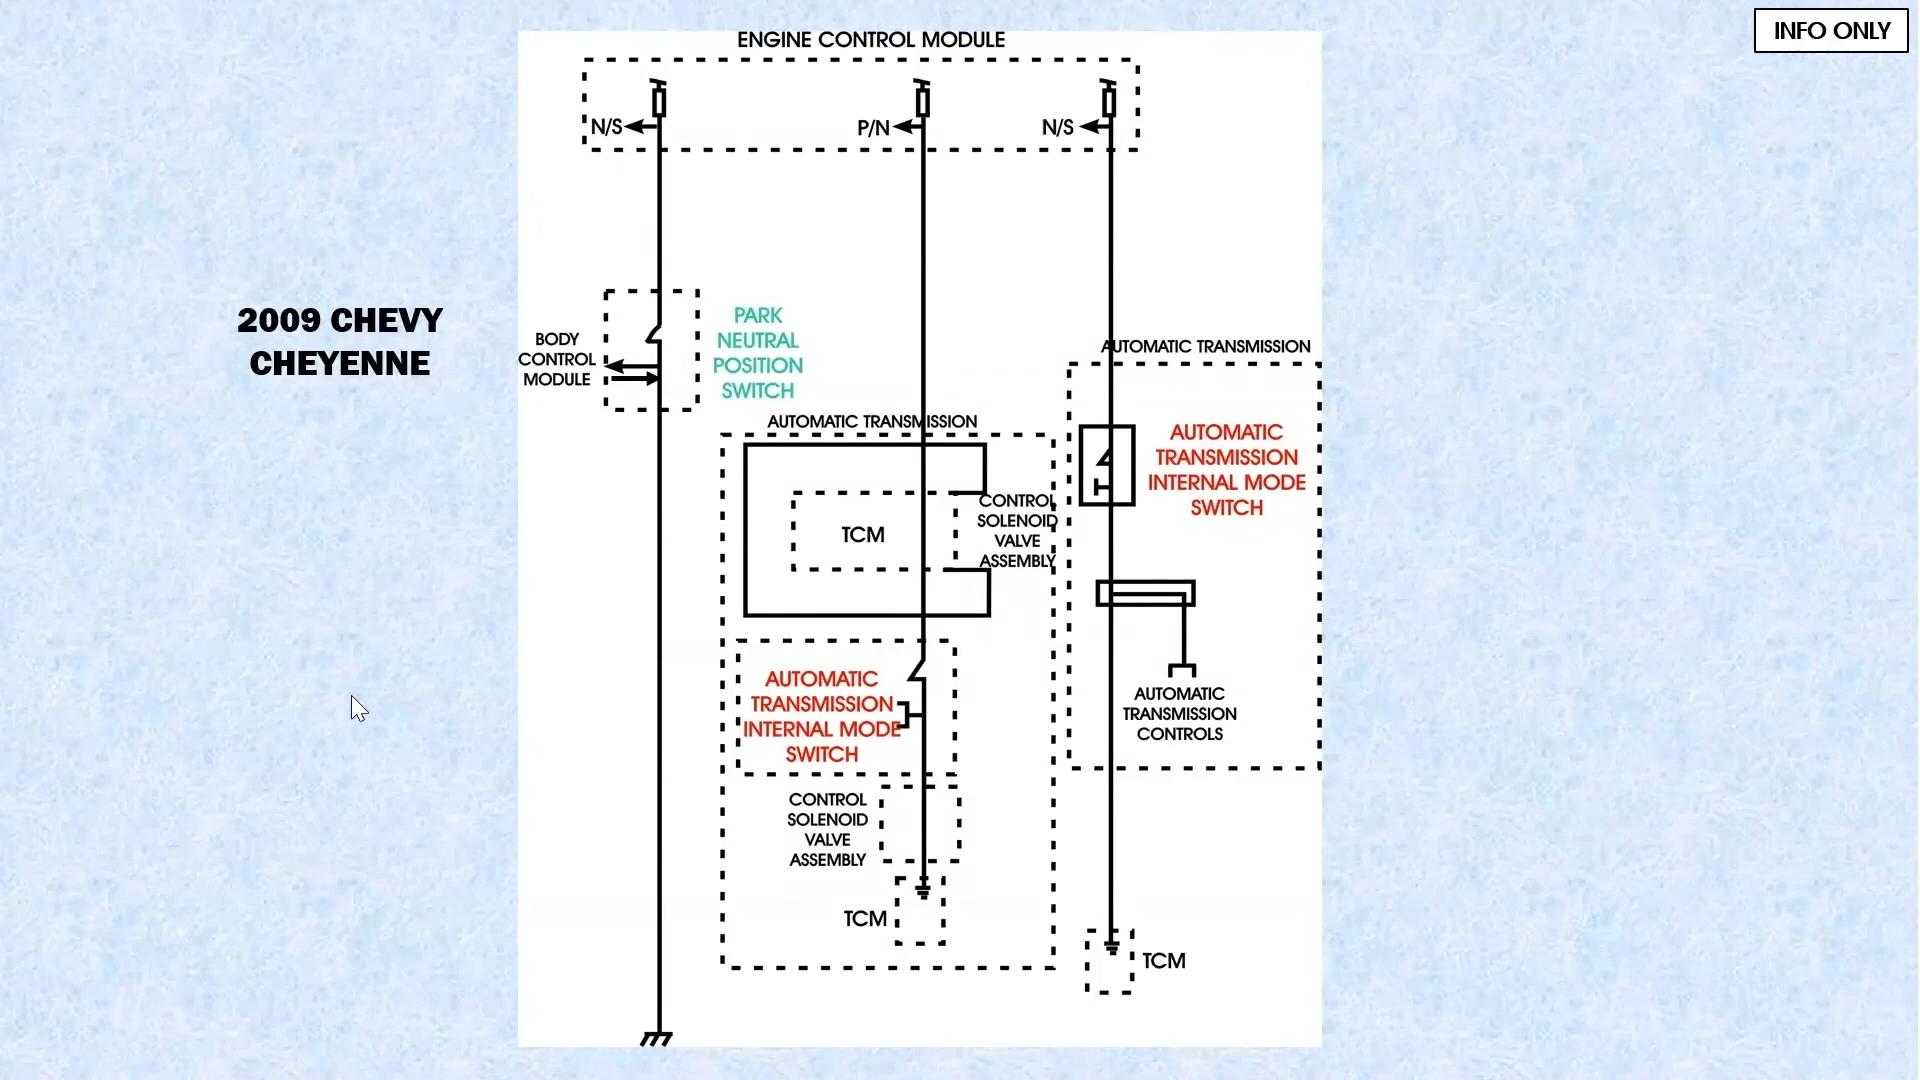 INFO ONLY
ENGINE CONTROL MODULE
N/S
P/N
N/S
2009 CHEVY
CHEYENNE
BODY
CONTROL
MODULE
PARK
NEUTRAL
POSITION
SWITCH
AUTOMATIC TRANSMISSION
TCM
CONTROL
SOLENOID
VALVE
ASSEMBLY
AUTOMATIC
TRANSMISSION
INTERNAL MODE
SWITCH
CONTROL
SOLENOID
VALVE
ASSEMBLY
TCM
AUTOMATIC TRANSMISSION
AUTOMATIC
TRANSMISSION
INTERNAL MODE
SWITCH
AUTOMATIC
TRANSMISSION
CONTROLS
TCM